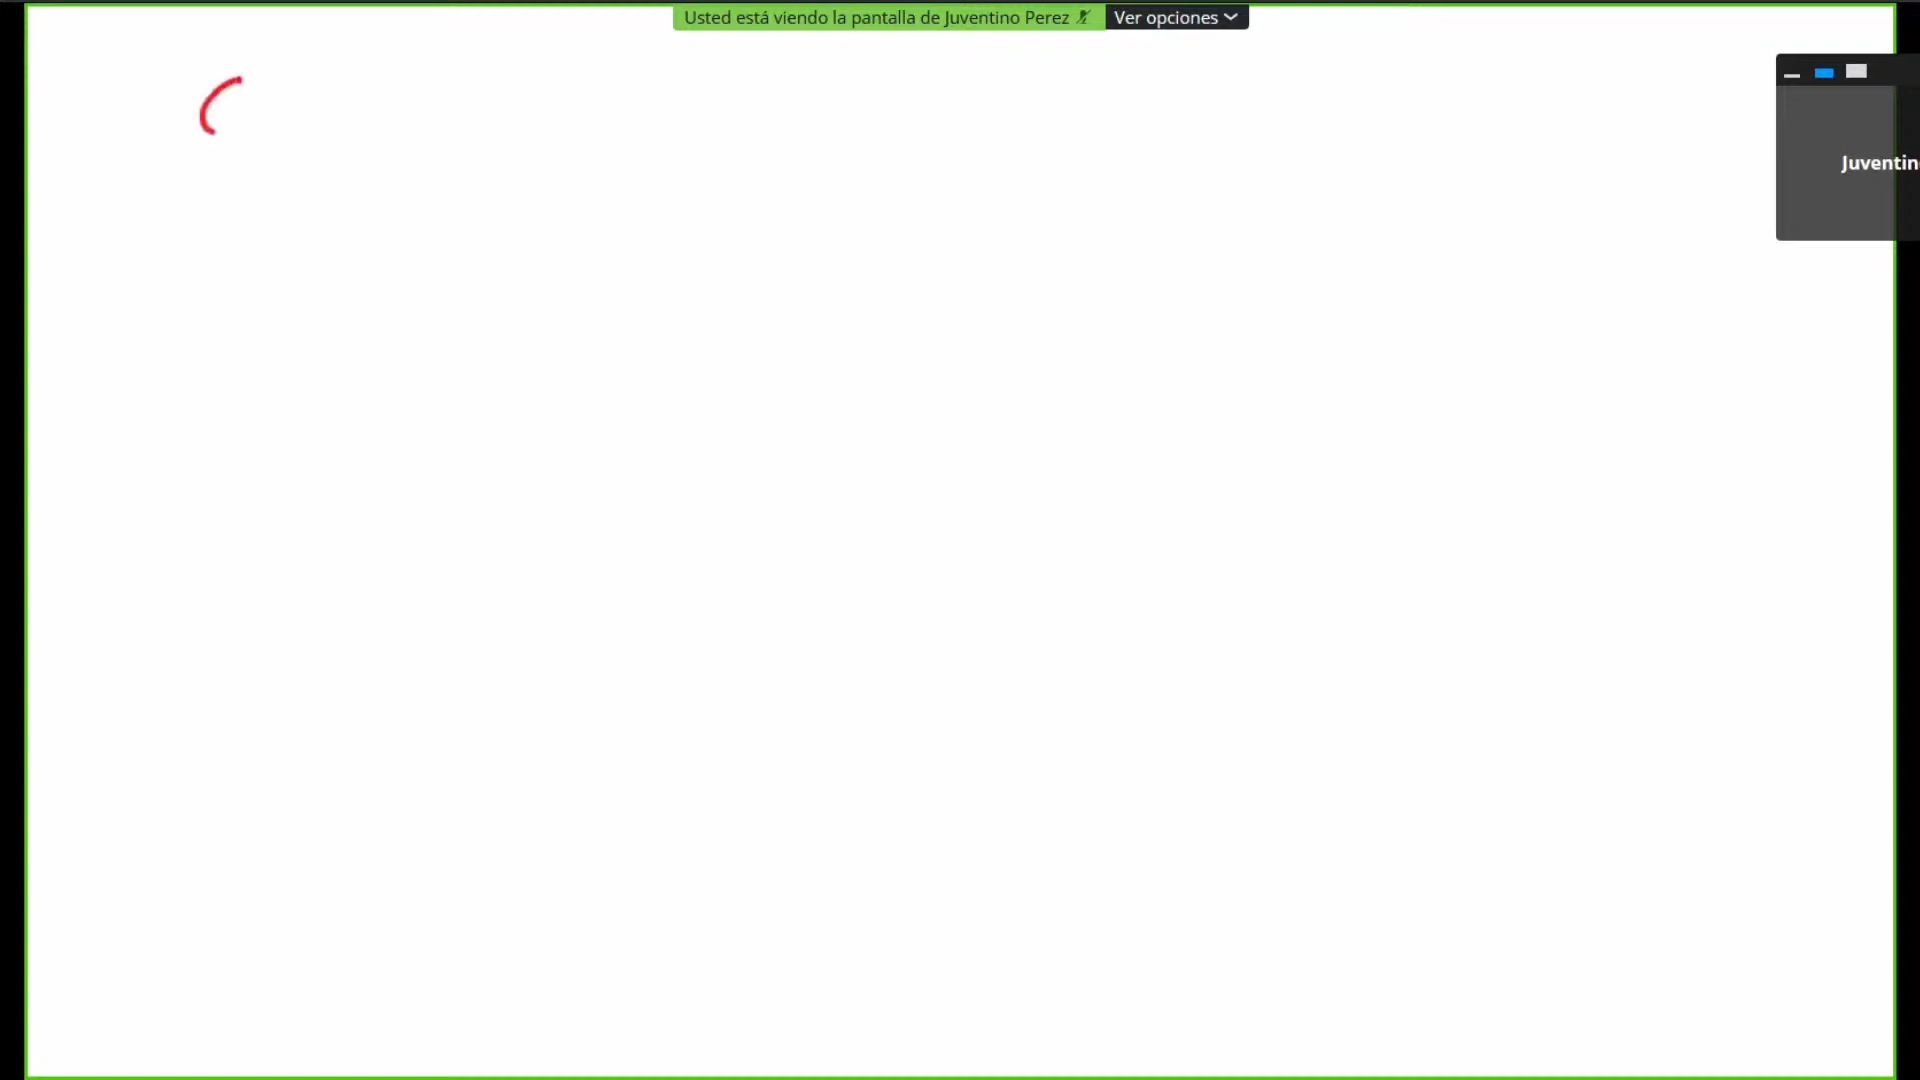 Usted está viendo la pantalla de Juventino Perez
Ver opciones
Juventin